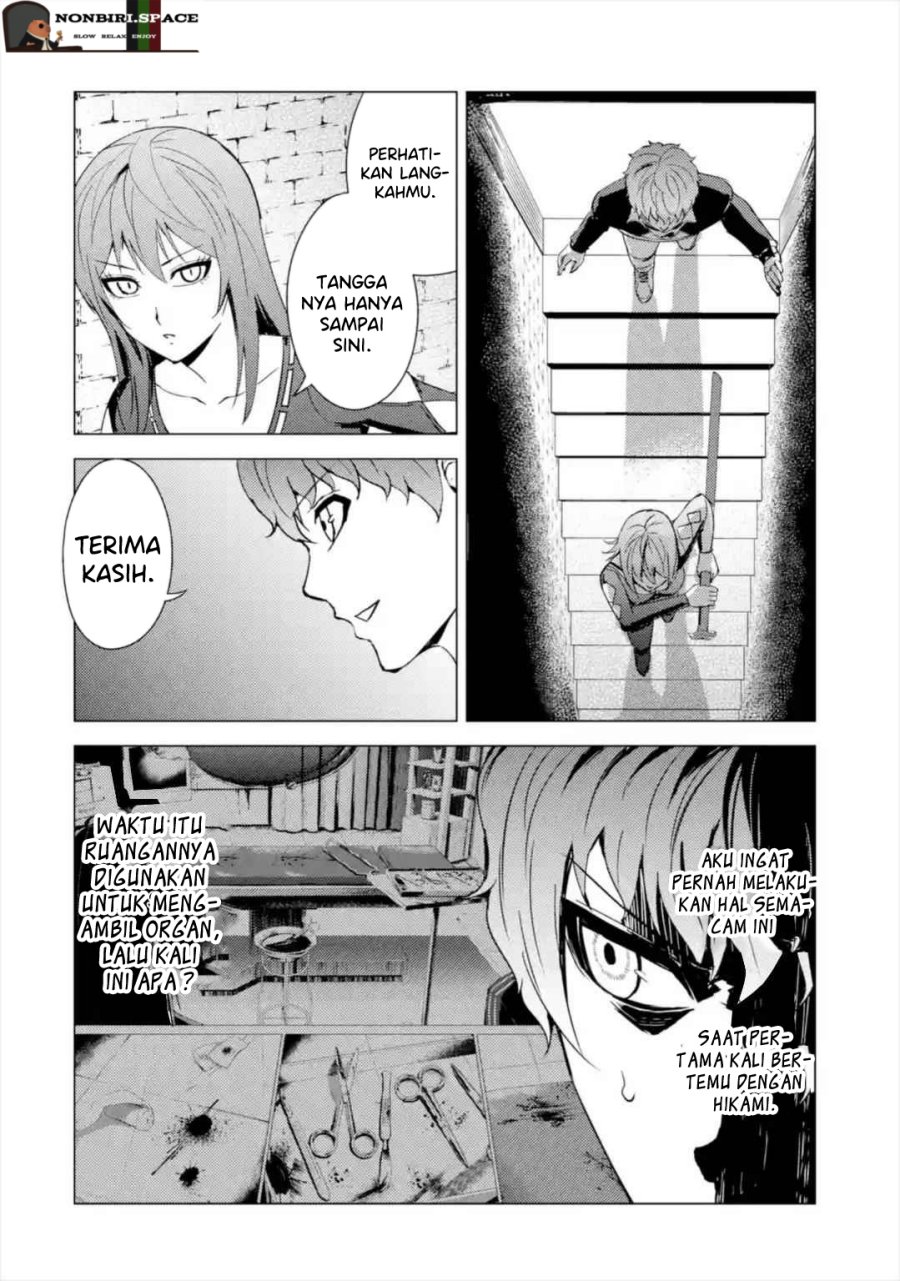 NONBIRI.SPACE
SLOW RELAX ENJOY
PERHATI-
KAN LANG-
KAHMU.
TANGGA
NYA HANYA
SAMPAI
SINI.
TERIMA
KASIH.
AKU INGAT
PERNAH MELAKU-
KAN HAL SEMA-
CAM INI
SAAT PER-
TAMA KALI BER-
TEMU DENGAN
HIKAMI.
WAKTU ITU
RUANGANNYA
DIGUNAKAN
UNTUK MENG-
AMBIL ORGAN,
LALU KALI
INI APA?